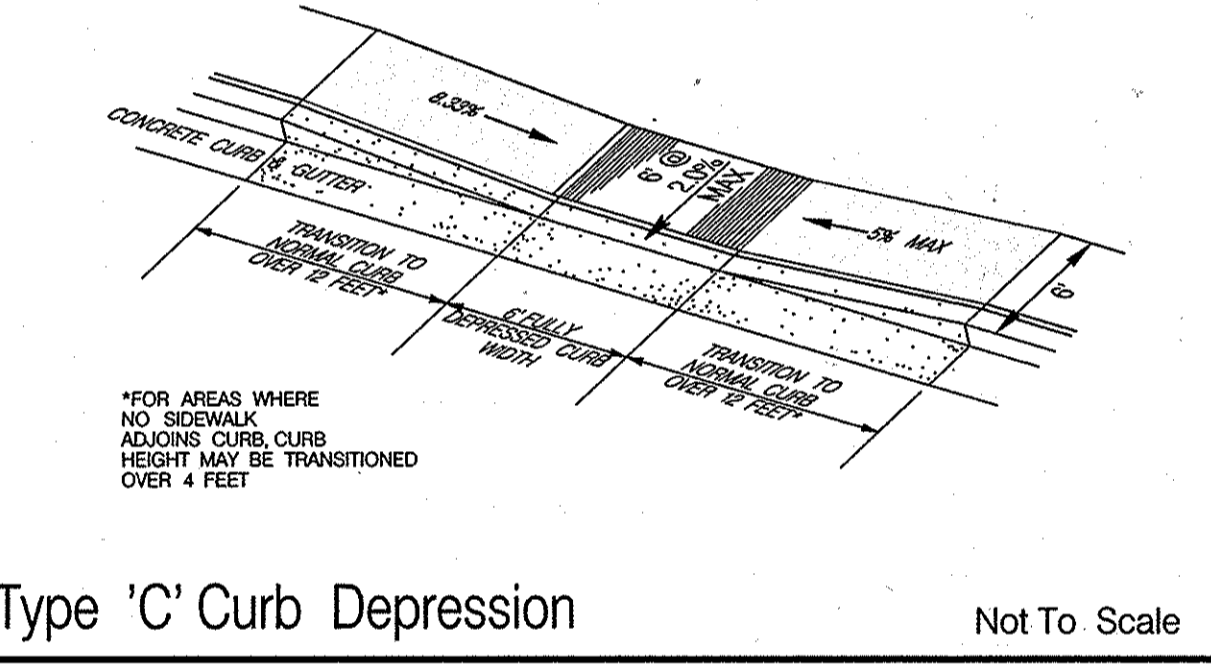 8.33%
6' @
2.0%
MAX
5% MAX
6'
CONCRETE CURB & GUTTER
TRANSITION TO
NORMAL CURB
OVER 12 FEET*
6' FULLY
DEPRESSED CURB
WIDTH
TRANSITION TO
NORMAL CURB
OVER 12 FEET*
*FOR AREAS WHERE
NO SIDEWALK
ADJOINS CURB, CURB
HEIGHT MAY BE TRANSITIONED
OVER 4 FEET
Type 'C' Curb Depression
Not To Scale